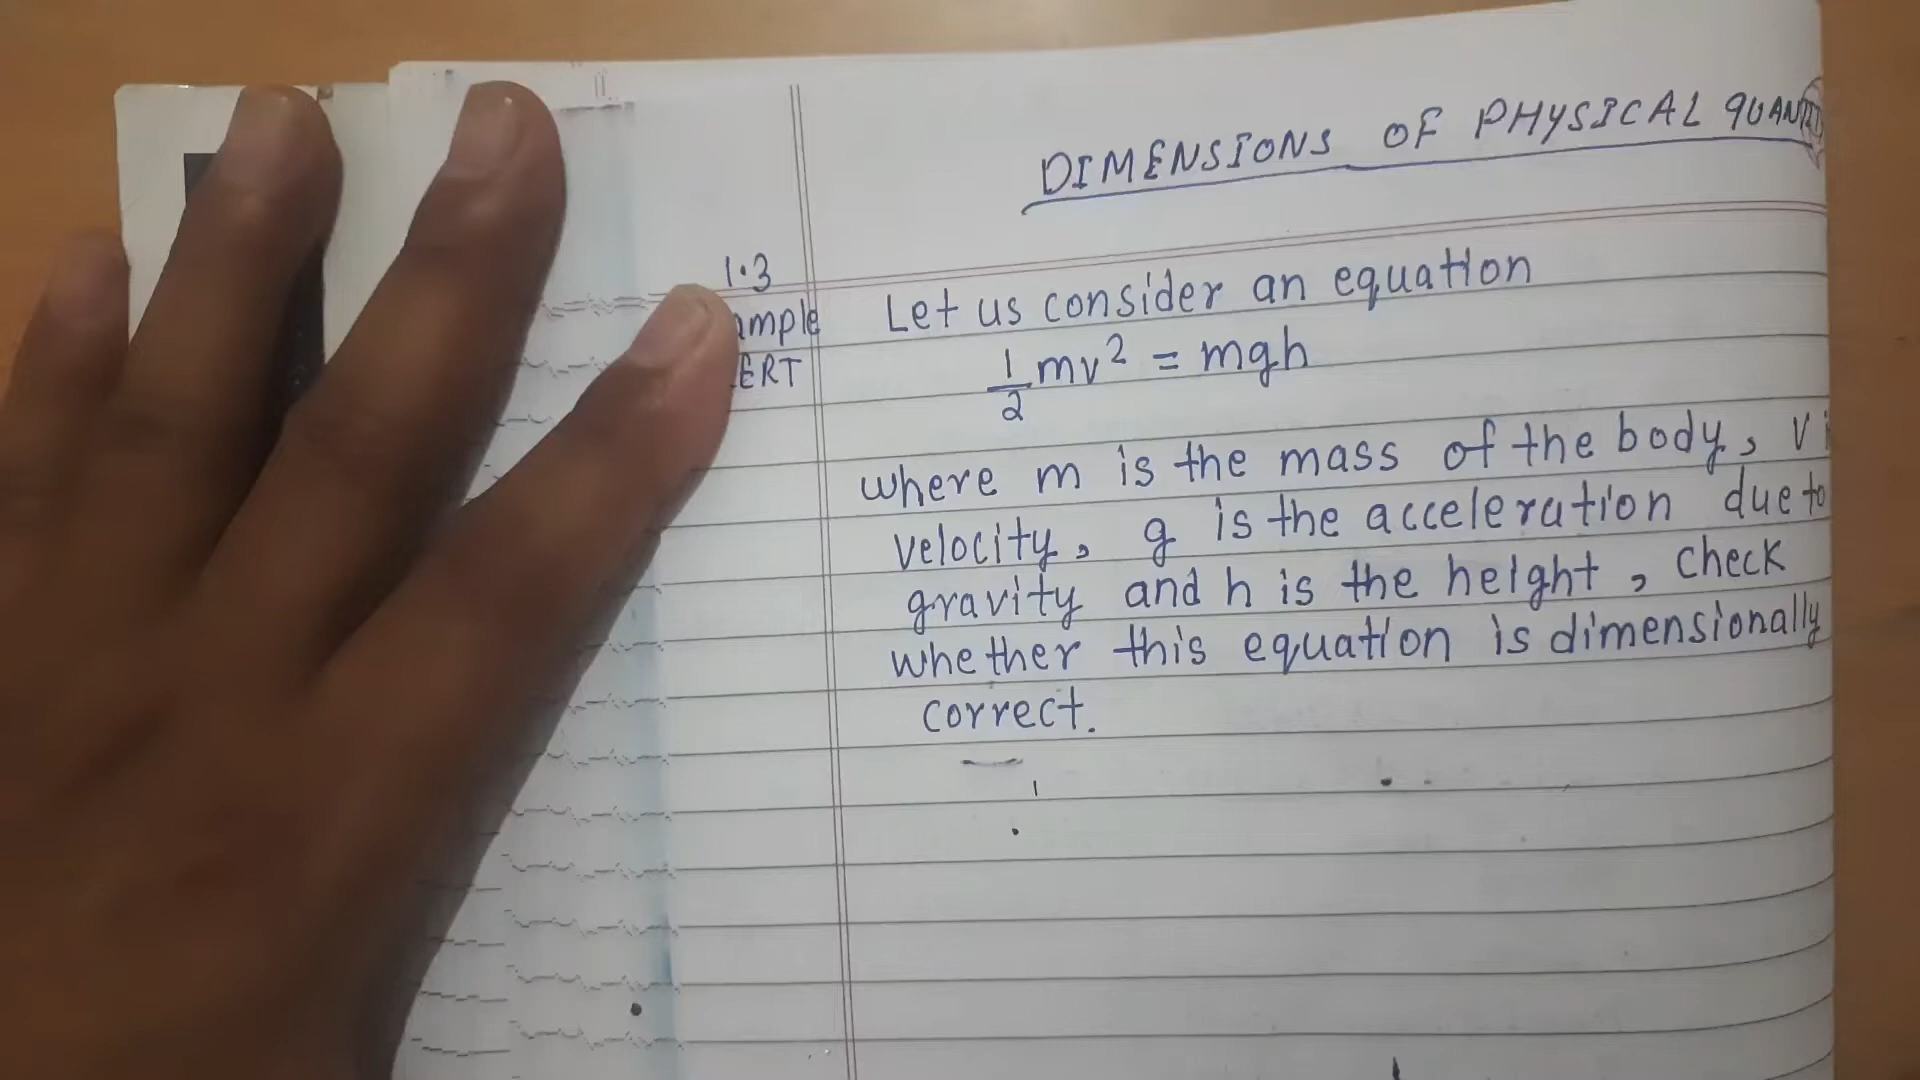 DIMENSIONS OF PHYSICAL QUAN
1.3
ample
ERT
Let us consider an equation
1/2 mv² = mgh
where m is the mass of the body, v
velocity, g is the acceleration due to
gravity and h is the height, check
whether this equation is dimensionally
correct.